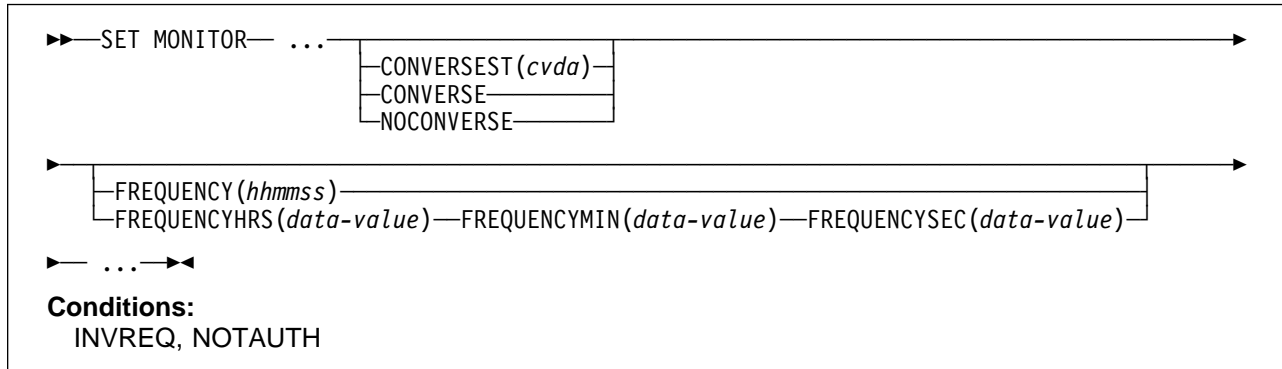 SET MONITOR ...
CONVERSEST(cvda)
CONVERSE
NOCONVERSE
FREQUENCY(hhmmss)
FREQUENCYHRS(data-value) FREQUENCYMIN(data-value) FREQUENCYSEC(data-value)
...
Conditions:
INVREQ, NOTAUTH